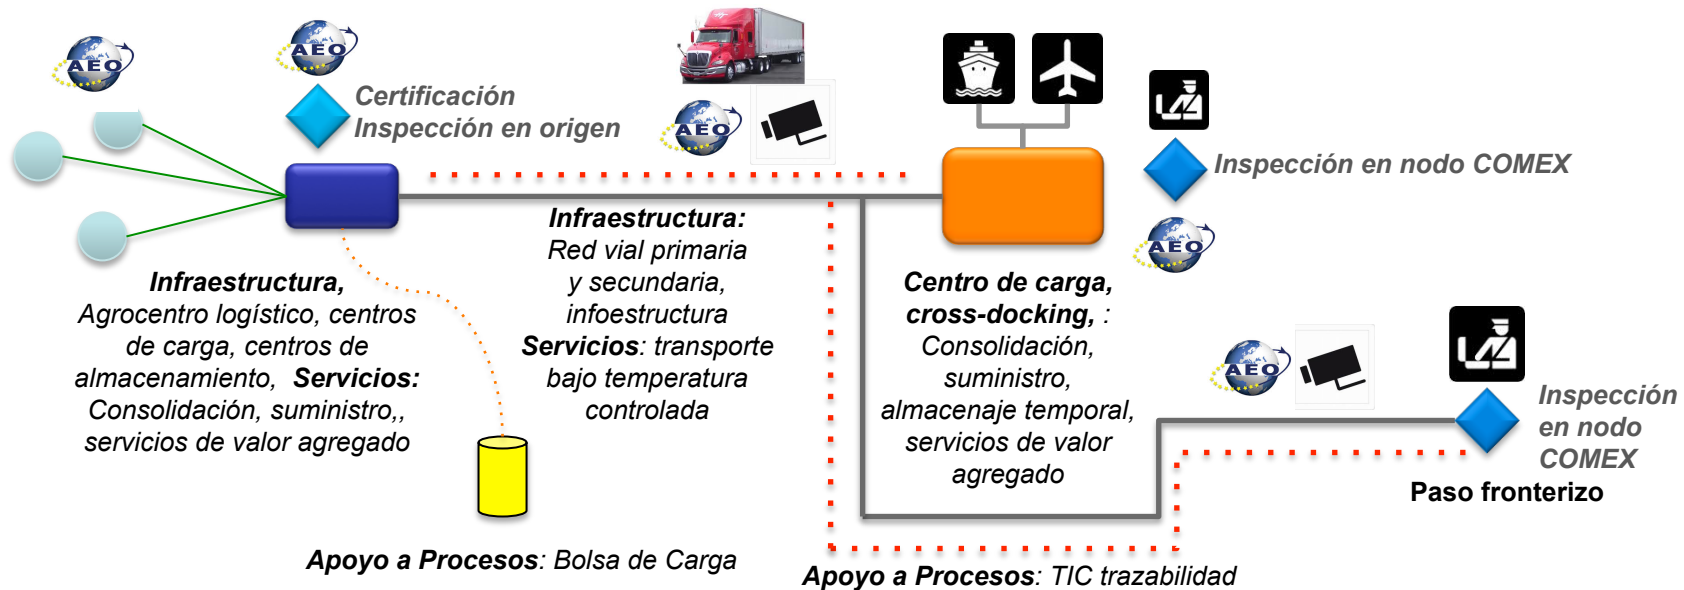 AEO
AEO
Certificación
Inspección en origen
AEO
Inspección en nodo COMEX
AEO
Infraestructura,
Agrocentro logístico, centros
de carga, centros de
almacenamiento, Servicios:
Consolidación, suministro,,
servicios de valor agregado
Infraestructura:
Red vial primaria
y secundaria,
infoestructura
Servicios: transporte
bajo temperatura
controlada
Centro de carga,
cross-docking, :
Consolidación,
suministro,
almacenaje temporal,
servicios de valor
agregado
AEO
Inspección
en nodo
COMEX
Paso fronterizo
Apoyo a Procesos: Bolsa de Carga
Apoyo a Procesos: TIC trazabilidad